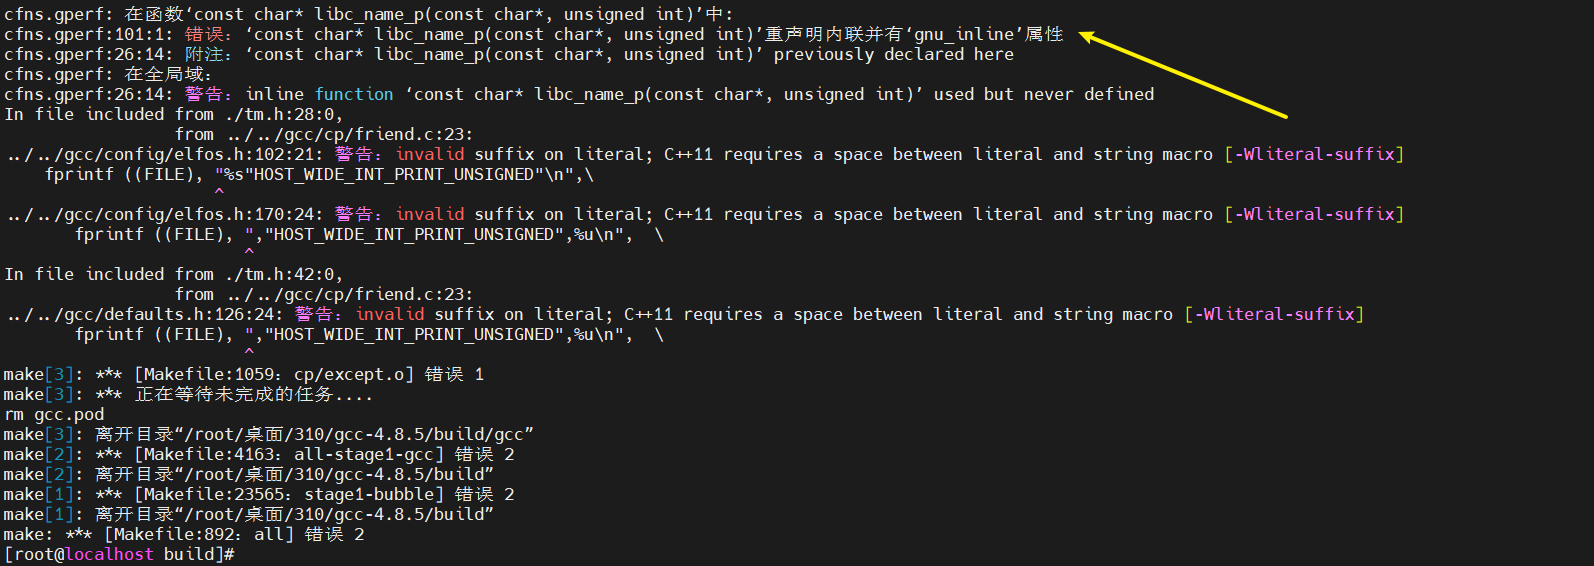 cfns.gperf: 在函数‘const char* libc_name_p(const char*, unsigned int)’中:
cfns.gperf:101:1: 错误：‘const char* libc_name_p(const char*, unsigned int)’重声明内联并有‘gnu_inline’属性
cfns.gperf:26:14: 附注：‘const char* libc_name_p(const char*, unsigned int)’ previously declared here
cfns.gperf: 在全局域：
cfns.gperf:26:14: 警告：inline function ‘const char* libc_name_p(const char*, unsigned int)’ used but never defined
In file included from ./tm.h:28:0,
                 from ../../gcc/cp/friend.c:23:
../../gcc/config/elfos.h:102:21: 警告：invalid suffix on literal; C++11 requires a space between literal and string macro [-Wliteral-suffix]
    fprintf ((FILE), "%s"HOST_WIDE_INT_PRINT_UNSIGNED"\n",\
                     ^
../../gcc/config/elfos.h:170:24: 警告：invalid suffix on literal; C++11 requires a space between literal and string macro [-Wliteral-suffix]
       fprintf ((FILE), ","HOST_WIDE_INT_PRINT_UNSIGNED",%u\n",  \
                        ^
In file included from ./tm.h:42:0,
                 from ../../gcc/cp/friend.c:23:
../../gcc/defaults.h:126:24: 警告：invalid suffix on literal; C++11 requires a space between literal and string macro [-Wliteral-suffix]
       fprintf ((FILE), ","HOST_WIDE_INT_PRINT_UNSIGNED",%u\n",  \
                        ^
make[3]: *** [Makefile:1059：cp/except.o] 错误 1
make[3]: *** 正在等待未完成的任务....
rm gcc.pod
make[3]: 离开目录“/root/桌面/310/gcc-4.8.5/build/gcc”
make[2]: *** [Makefile:4163：all-stage1-gcc] 错误 2
make[2]: 离开目录“/root/桌面/310/gcc-4.8.5/build”
make[1]: *** [Makefile:23565：stage1-bubble] 错误 2
make[1]: 离开目录“/root/桌面/310/gcc-4.8.5/build”
make: *** [Makefile:892：all] 错误 2
[root@localhost build]#